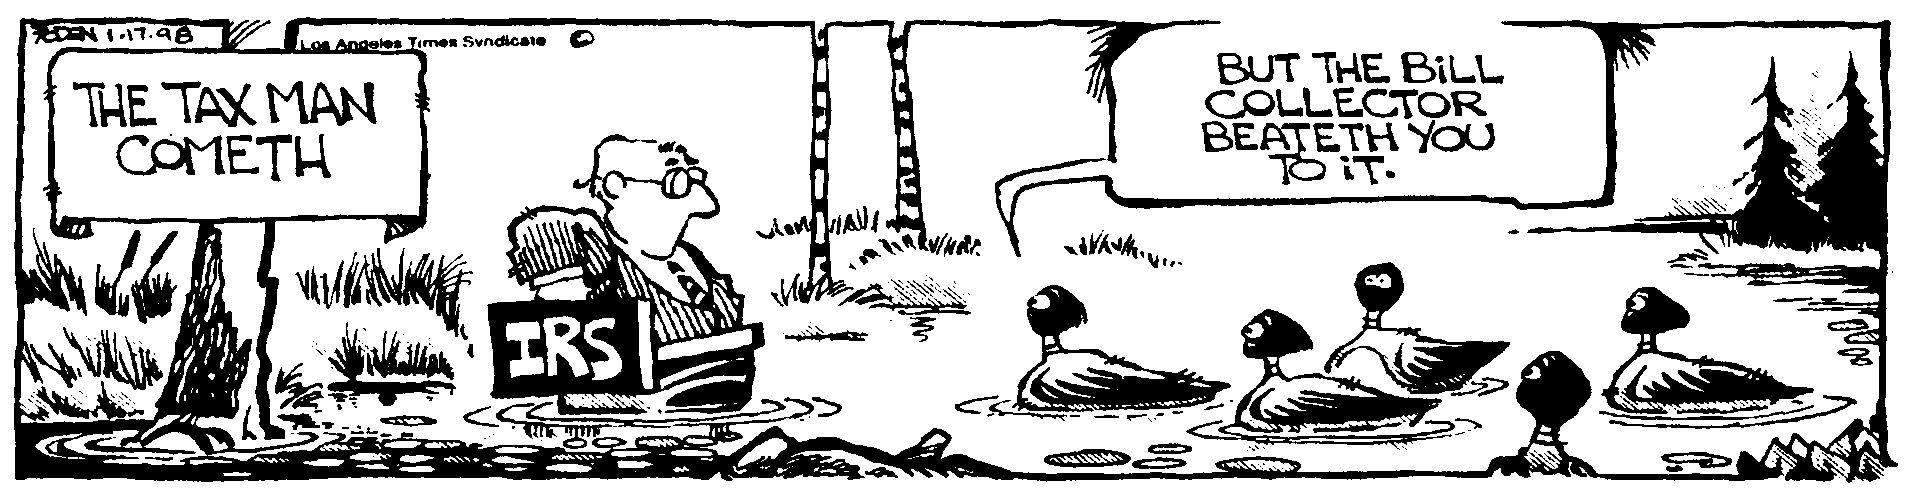 1.17.98
Los Angeles Times Syndicate ©
THE TAX MAN
COMETH
IRS
BUT THE BiLL
COLLECTOR
BEATETH YOU
TO iT.